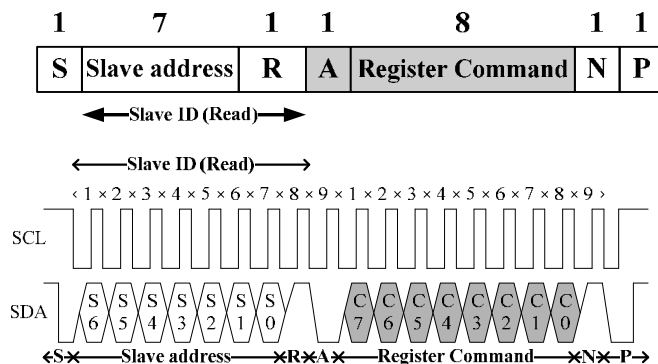 1 7 1 1 8 1 1
S Slave address R A Register Command N P
Slave ID (Read)
Slave ID (Read)
‹ 1 × 2 × 3 × 4 × 5 × 6 × 7 × 8 × 9 × 1 × 2 × 3 × 4 × 5 × 6 × 7 × 8 × 9 ›
SCL
SDA S6 S5 S4 S3 S2 S1 S0 C7 C6 C5 C4 C3 C2 C1 C0
S Slave address R A Register Command N P